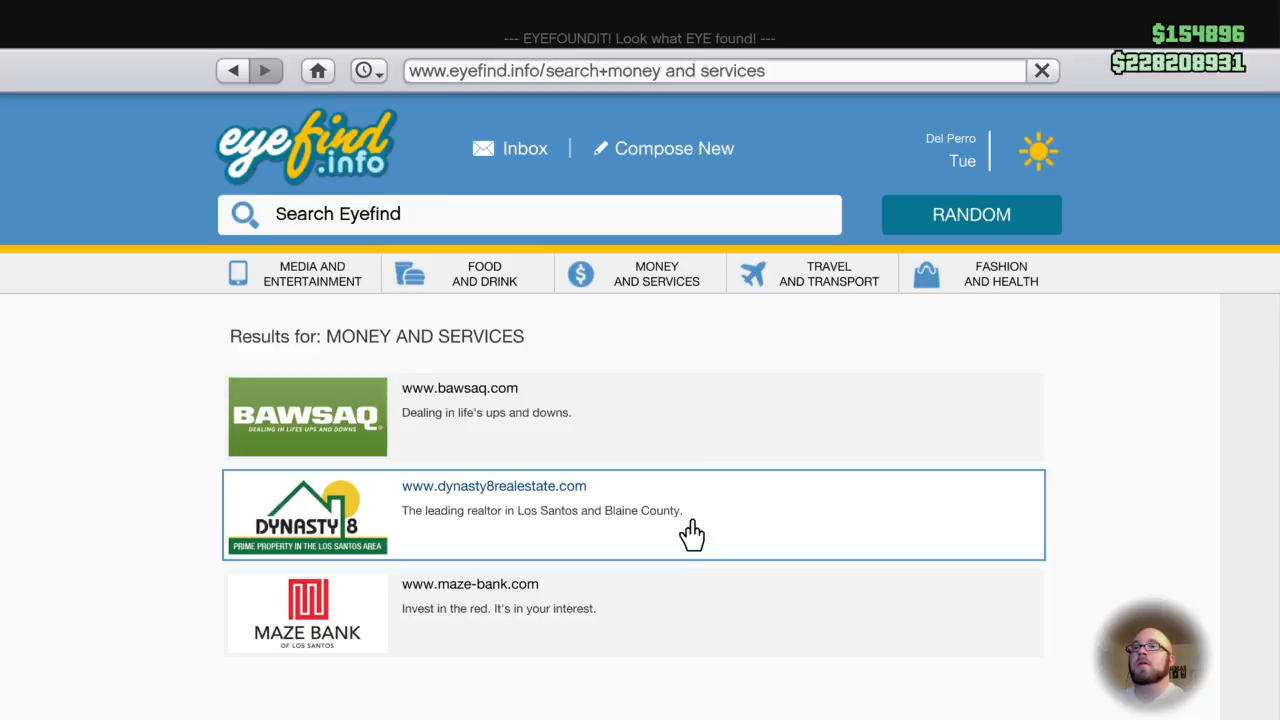 --- EYEFOUNDIT! Look what EYE found! ---
$154896
$228208931
www.eyefind.info/search+money and services
eyefind
.info
Inbox
Compose New
Del Perro
Tue
Search Eyefind
RANDOM
MEDIA AND
ENTERTAINMENT
FOOD
AND DRINK
MONEY
AND SERVICES
TRAVEL
AND TRANSPORT
FASHION
AND HEALTH
Results for: MONEY AND SERVICES
BAWSAQ
DEALING IN LIFES UPS AND DOWNS
www.bawsaq.com
Dealing in life's ups and downs.
DYNASTY 8
PRIME PROPERTY IN THE LOS SANTOS AREA
www.dynasty8realestate.com
The leading realtor in Los Santos and Blaine County.
MAZE BANK
OF LOS SANTOS
www.maze-bank.com
Invest in the red. It's in your interest.